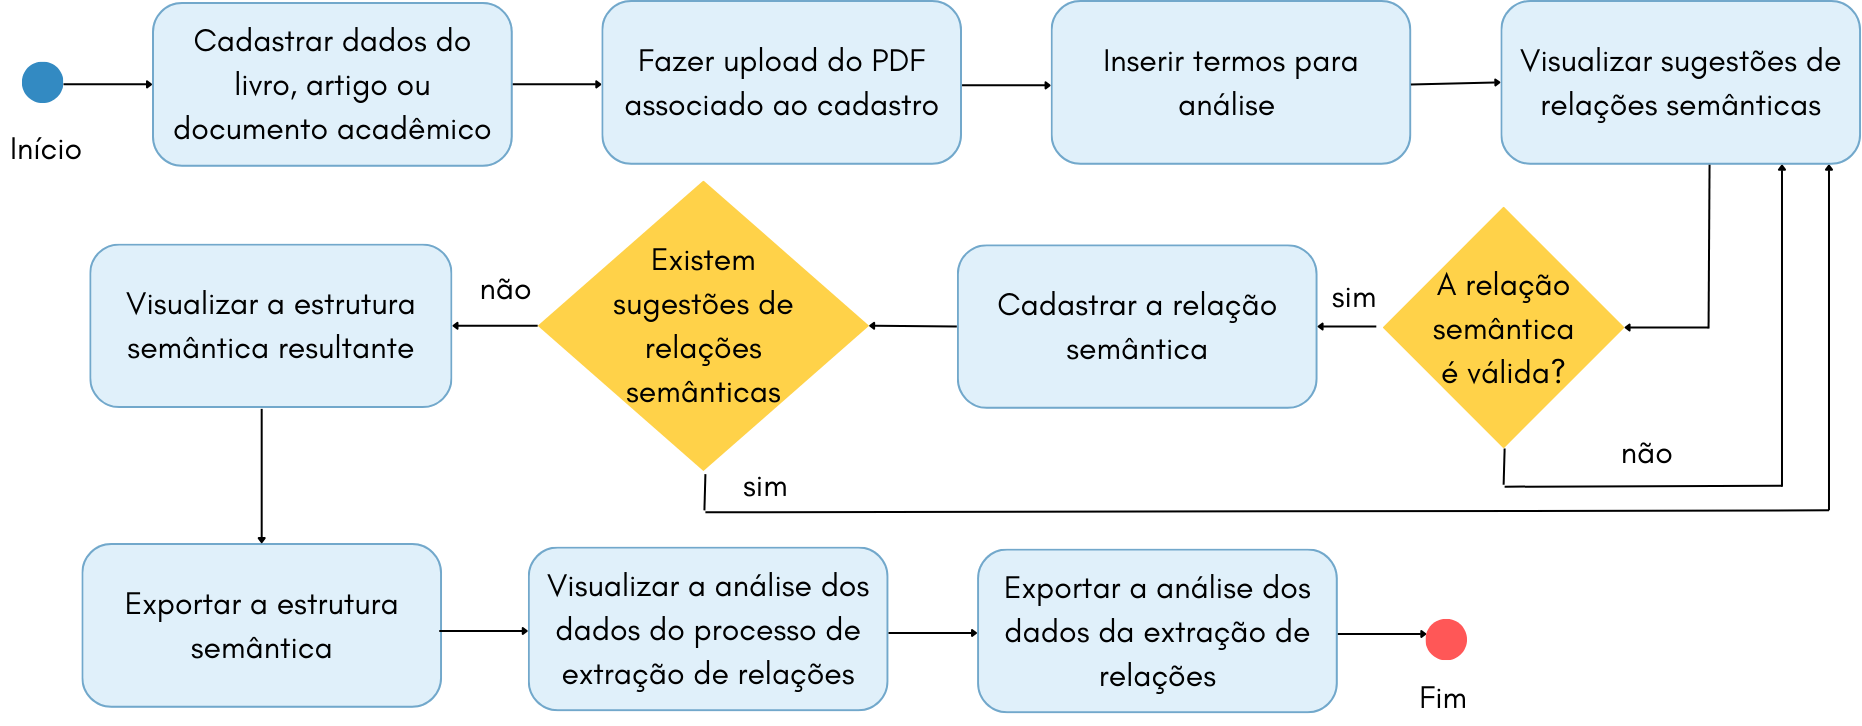 Início
Cadastrar dados do
livro, artigo ou
documento acadêmico
Fazer upload do PDF
associado ao cadastro
Inserir termos para
análise
Visualizar sugestões de
relações semânticas
A relação
semântica
é válida?
não
sim
Cadastrar a relação
semântica
Existem
sugestões de
relações
semânticas
sim
não
Visualizar a estrutura
semântica resultante
Exportar a estrutura
semântica
Visualizar a análise dos
dados do processo de
extração de relações
Exportar a análise dos
dados da extração de
relações
Fim